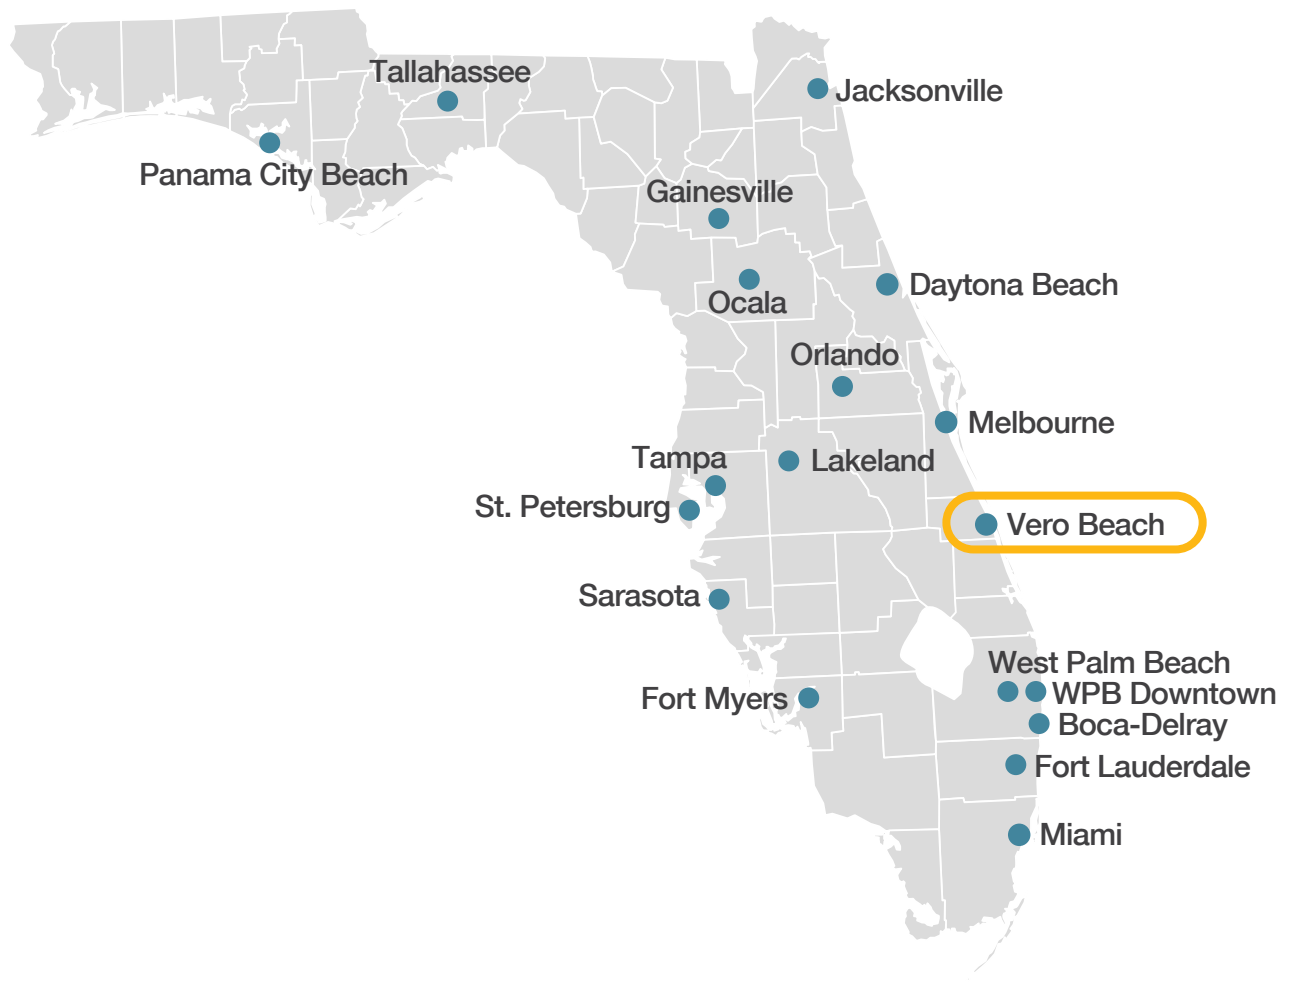 Tallahassee
Jacksonville
Panama City Beach
Gainesville
Daytona Beach
Ocala
Orlando
Melbourne
Tampa
Lakeland
St. Petersburg
Vero Beach
Sarasota
West Palm Beach
Fort Myers
WPB Downtown
Boca-Delray
Fort Lauderdale
Miami